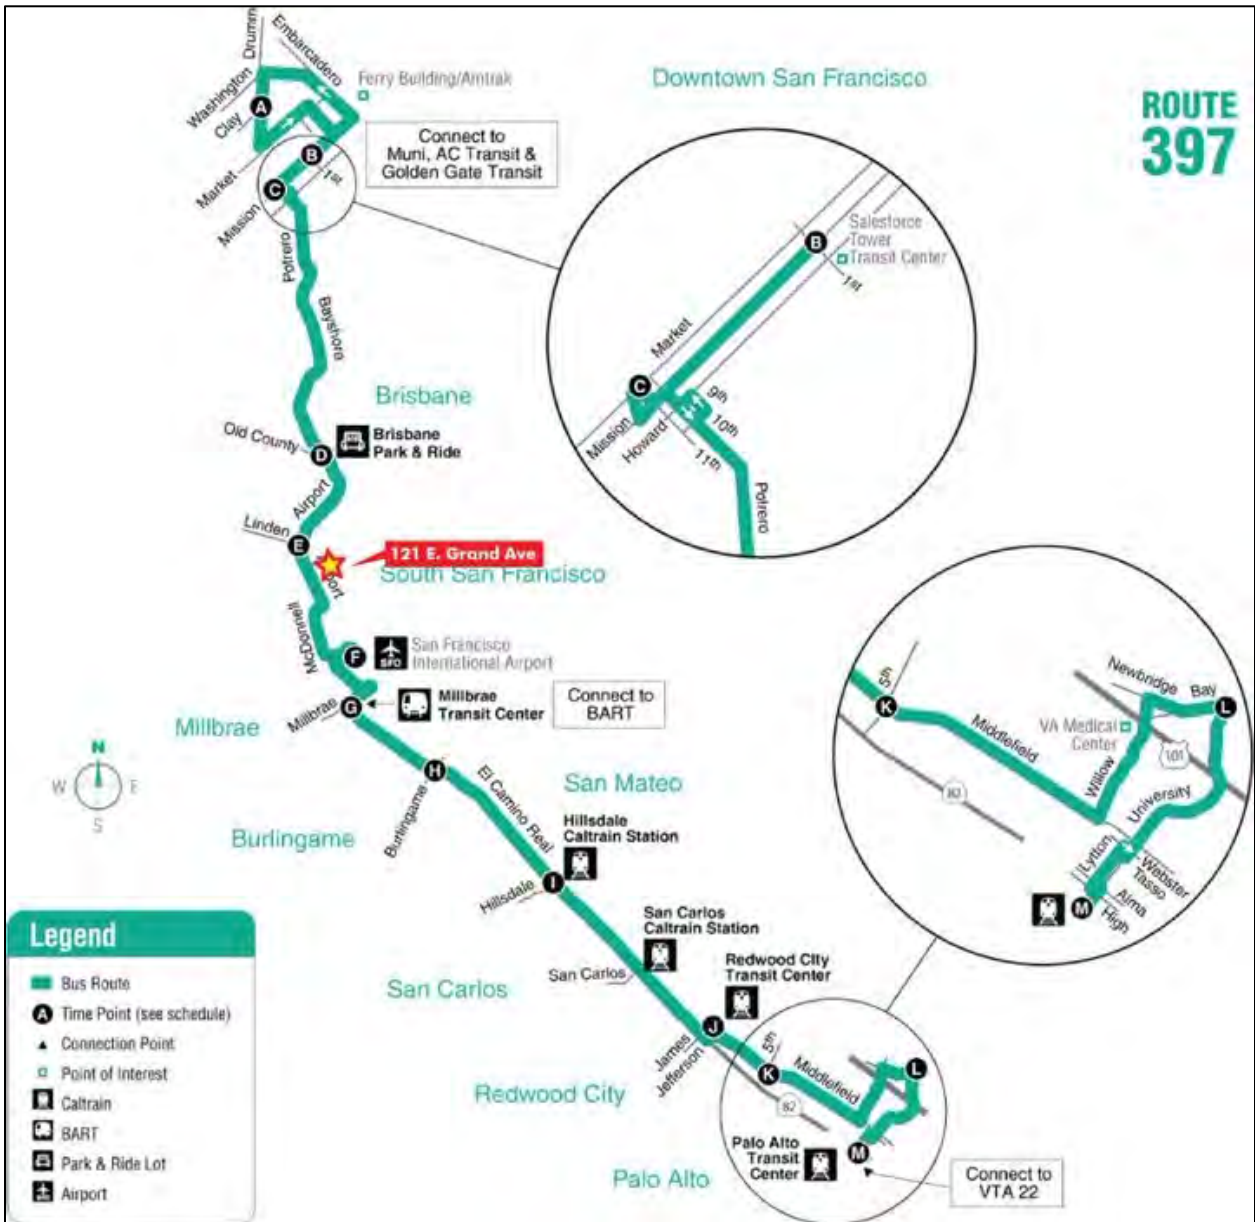 Drumm
Embarcadero
Washington
Clay
A
Ferry Building/Amtrak
Market
Mission
B
1st
C
Connect to
Muni, AC Transit &
Golden Gate Transit
Downtown San Francisco
ROUTE
397
Potrero
Bayshore
B
Salesforce
Tower
Transit Center
1st
Market
C
Mission
Howard
9th
10th
11th
Potrero
Brisbane
Old County
D
Brisbane
Park & Ride
Airport
Linden
E
121 E. Grand Ave
South San Francisco
port
McDonnell
F
SFO
San Francisco
International Airport
Millbrae
G
Millbrae
Transit Center
Connect to
BART
Millbrae
N
W
E
S
H
Burlingame
El Camino Real
San Mateo
Burlingame
Hillsdale
Caltrain Station
Hillsdale
I
San Carlos
Caltrain Station
San Carlos
San Carlos
Redwood City
Transit Center
J
James
Jefferson
5th
K
Middlefield
L
82
Redwood City
Palo Alto
Transit
Center
M
Palo Alto
Connect to
VTA 22
5th
K
Middlefield
Newbridge
Bay
L
VA Medical
Center
101
Willow
University
82
Lytton
Webster
Tasso
Alma
High
M
Legend
Bus Route
A
Time Point (see schedule)
Connection Point
Point of Interest
Caltrain
BART
Park & Ride Lot
Airport